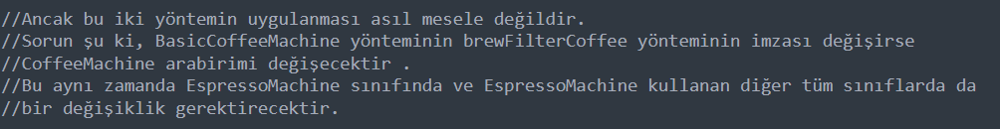 //Ancak bu iki yöntemin uygulanması asıl mesele değildir.
//Sorun şu ki, BasicCoffeeMachine yönteminin brewFilterCoffee yönteminin imzası değişirse
//CoffeeMachine arabirimi değişecektir .
//Bu aynı zamanda EspressoMachine sınıfında ve EspressoMachine kullanan diğer tüm sınıflarda da
//bir değişiklik gerektirecektir.